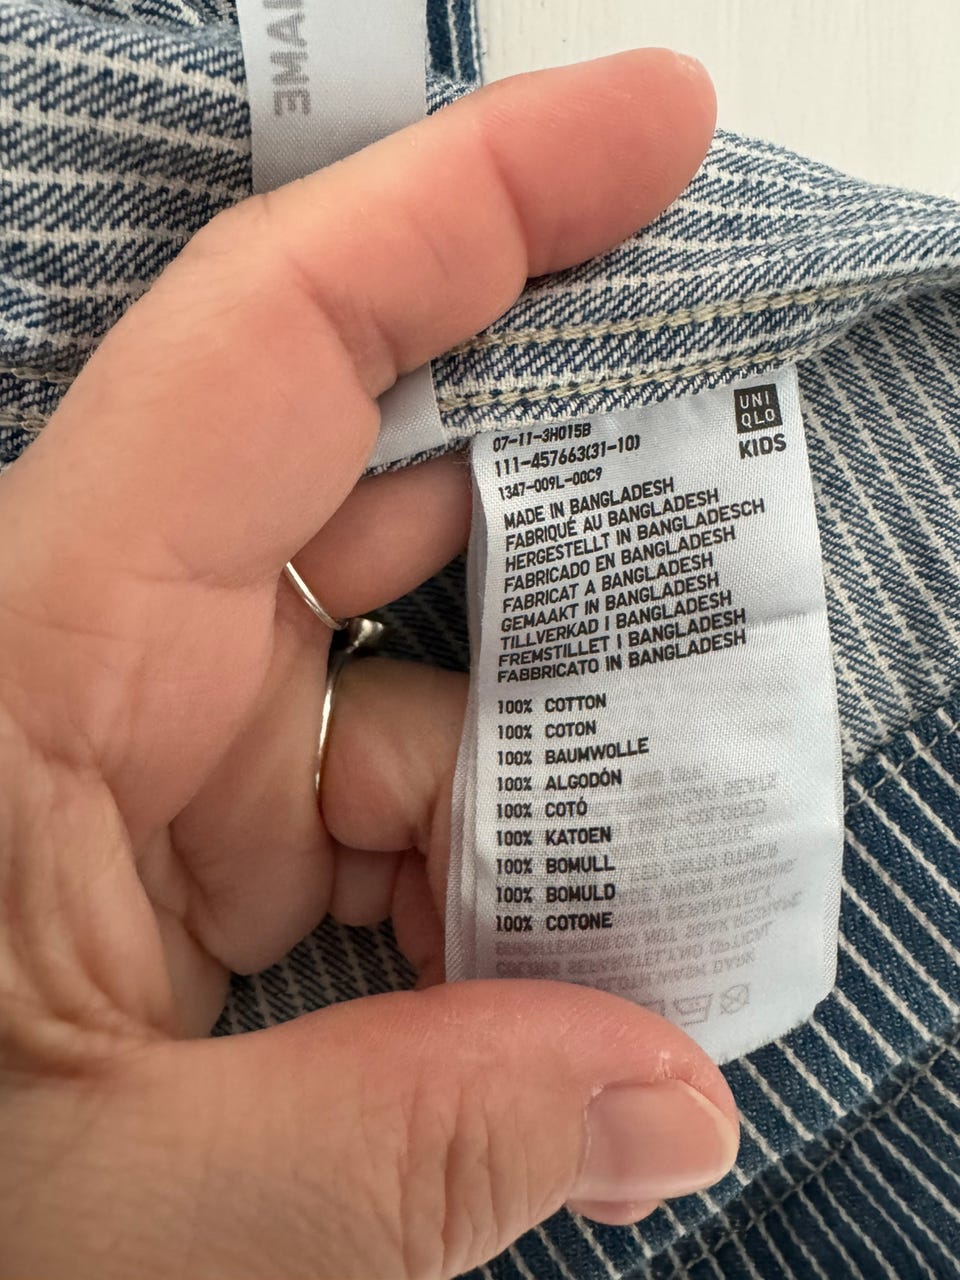 NAME
UNI
QLO
KIDS
07-11-3H015B
111-457663(31-10)
1347-009L-00C9
MADE IN BANGLADESH
FABRIQUÉ AU BANGLADESH
HERGESTELLT IN BANGLADESCH
FABRICADO EN BANGLADESH
FABRICAT A BANGLADESH
GEMAAKT IN BANGLADESH
TILLVERKAD I BANGLADESH
FREMSTILLET I BANGLADESH
FABBRICATO IN BANGLADESH
100% COTTON
100% COTON
100% BAUMWOLLE
100% ALGODÓN
100% COTÓ
100% KATOEN
100% BOMULL
100% BOMULD
100% COTONE